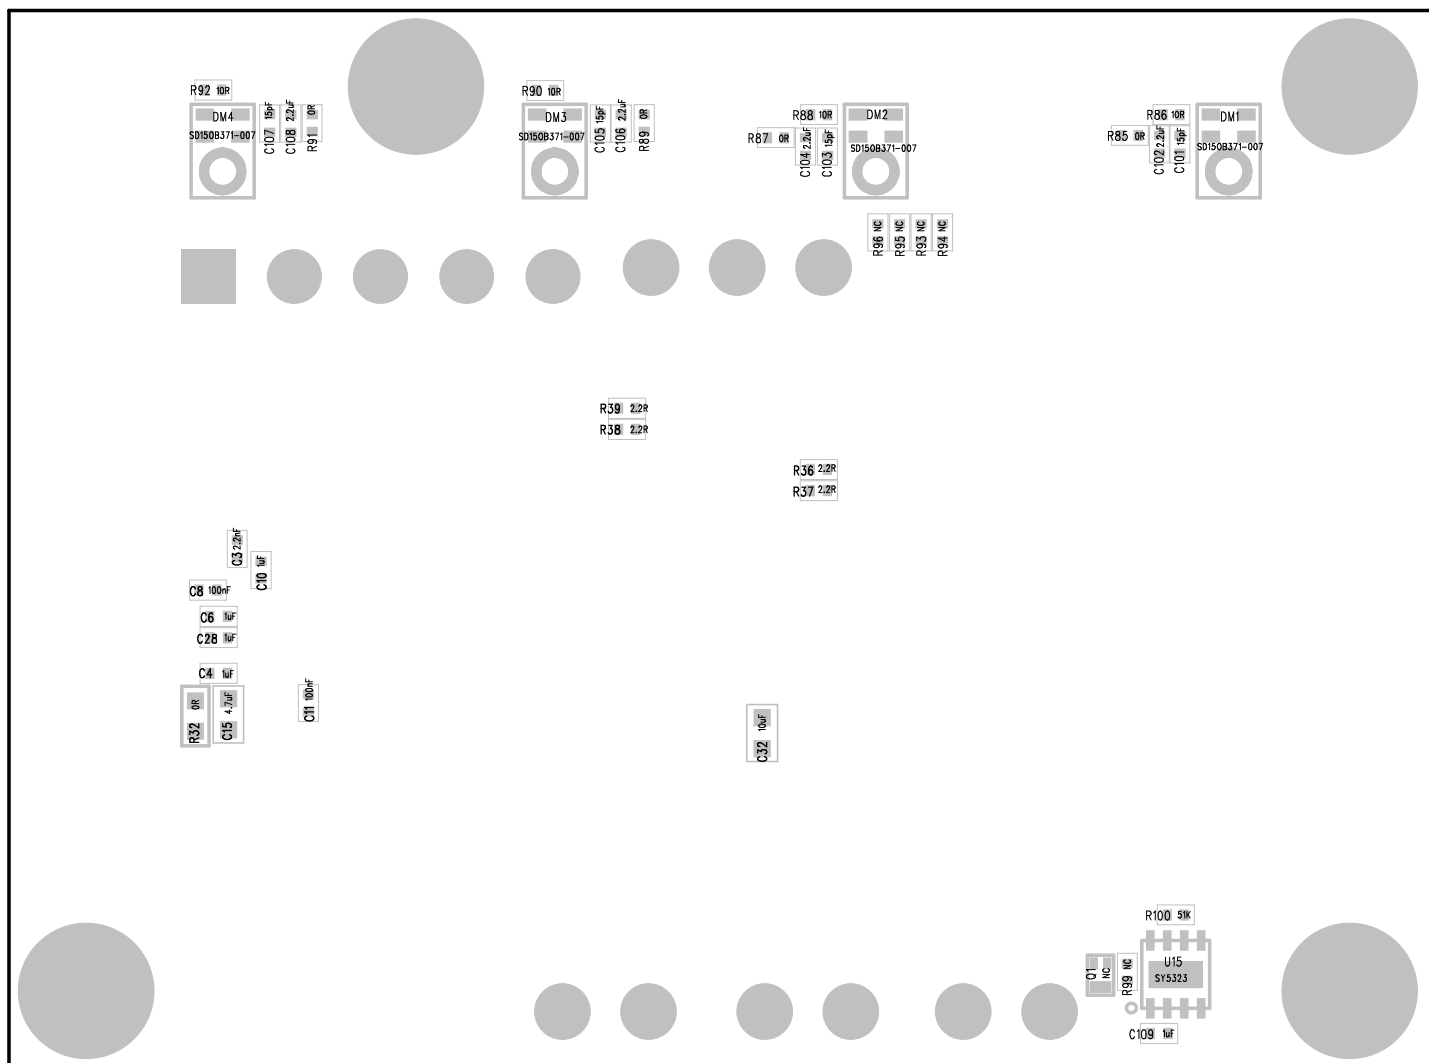 R92 10R
R90 10R
DM4
SD150B371-007
C107 15pF
C108 2.2uF
R91 0R
DM3
SD150B371-007
C105 15pF
C106 2.2uF
R89 0R
R88 10R
R87 0R
C104 2.2uF
C103 15pF
DM2
SD150B371-007
R86 10R
R85 0R
C102 2.2uF
C101 15pF
DM1
SD150B371-007
R96 NC
R95 NC
R93 NC
R94 NC
R39 2.2R
R38 2.2R
R36 2.2R
R37 2.2R
C3 2.2nF
C10 1uF
C8 100nF
C6 1uF
C28 1uF
C4 1uF
R32 0R
C15 4.7uF
C11 100nF
C32 10uF
R100 51K
Q1 NC
R99 NC
U15
SY5323
C109 1uF